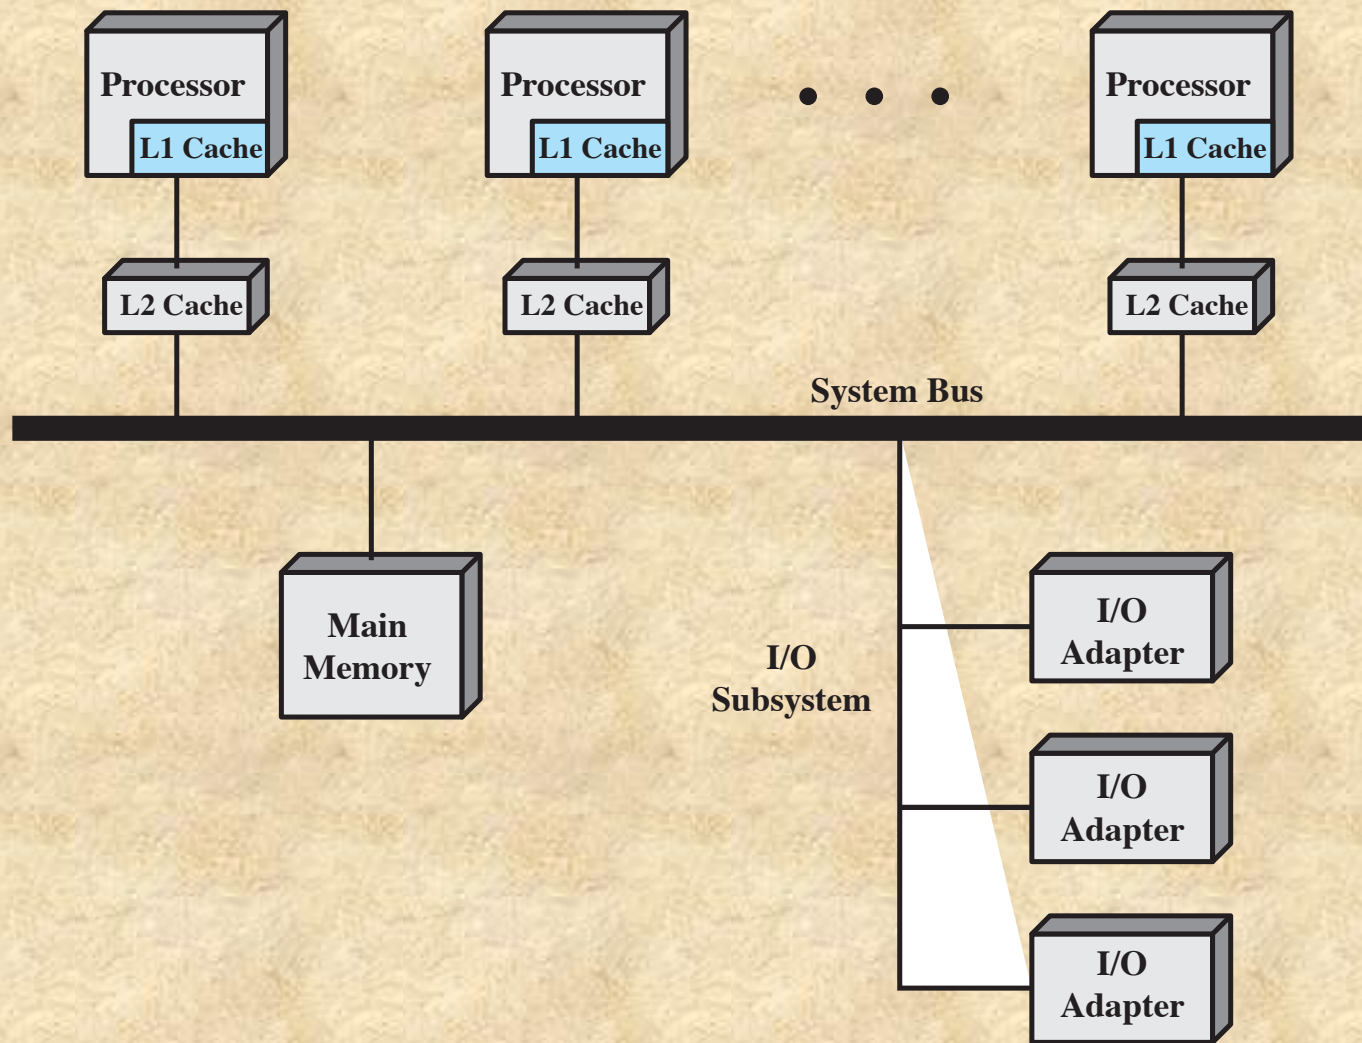 Processor
L1 Cache
L2 Cache
Processor
L1 Cache
L2 Cache
Processor
L1 Cache
L2 Cache
System Bus
Main
Memory
I/O
Subsystem
I/O
Adapter
I/O
Adapter
I/O
Adapter